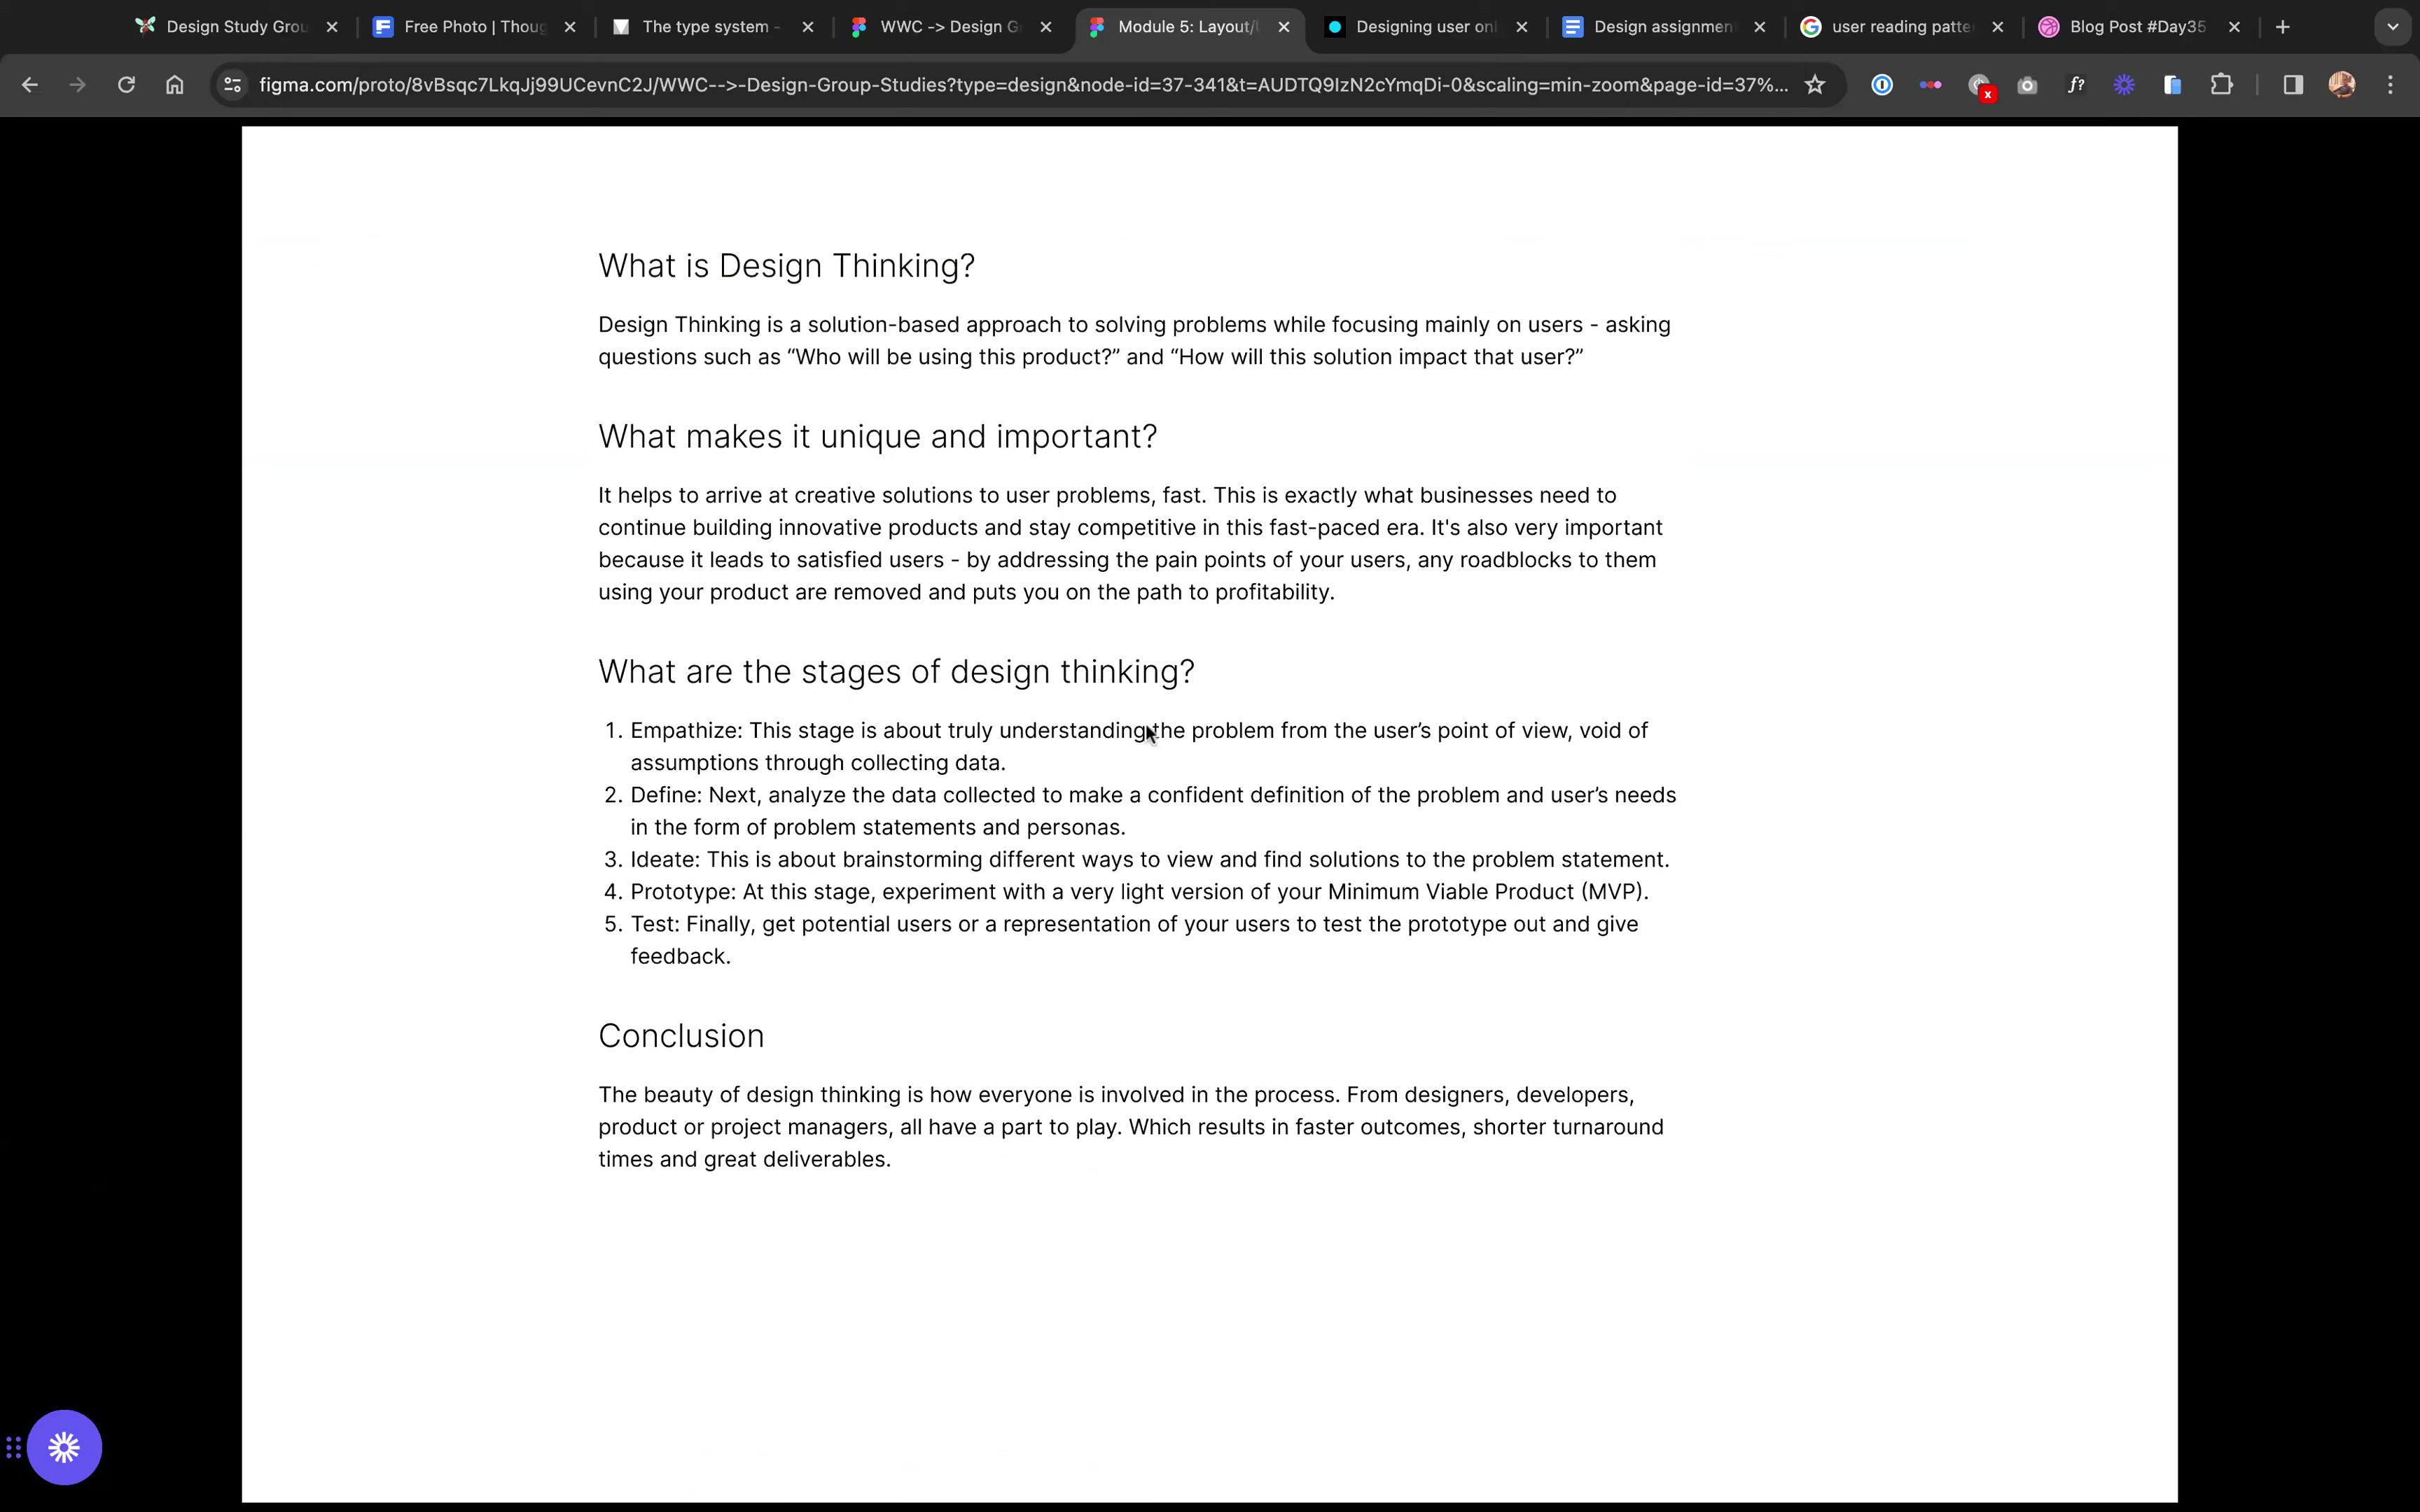 Design Study Grou
Free Photo | Thoug
The type system -
WWC -> Design G
Module 5: Layout/
Designing user onl
Design assignmen
user reading patte
Blog Post #Day35
figma.com/proto/8vBsqc7LkqJj99UCevnC2J/WWC-->-Design-Group-Studies?type=design&node-id=37-341&t=AUDTQ9IzN2cYmqDi-0&scaling=min-zoom&page-id=37%...
What is Design Thinking?
Design Thinking is a solution-based approach to solving problems while focusing mainly on users - asking
questions such as “Who will be using this product?” and “How will this solution impact that user?”
What makes it unique and important?
It helps to arrive at creative solutions to user problems, fast. This is exactly what businesses need to
continue building innovative products and stay competitive in this fast-paced era. It's also very important
because it leads to satisfied users - by addressing the pain points of your users, any roadblocks to them
using your product are removed and puts you on the path to profitability.
What are the stages of design thinking?
1. Empathize: This stage is about truly understanding the problem from the user’s point of view, void of
assumptions through collecting data.
2. Define: Next, analyze the data collected to make a confident definition of the problem and user’s needs
in the form of problem statements and personas.
3. Ideate: This is about brainstorming different ways to view and find solutions to the problem statement.
4. Prototype: At this stage, experiment with a very light version of your Minimum Viable Product (MVP).
5. Test: Finally, get potential users or a representation of your users to test the prototype out and give
feedback.
Conclusion
The beauty of design thinking is how everyone is involved in the process. From designers, developers,
product or project managers, all have a part to play. Which results in faster outcomes, shorter turnaround
times and great deliverables.